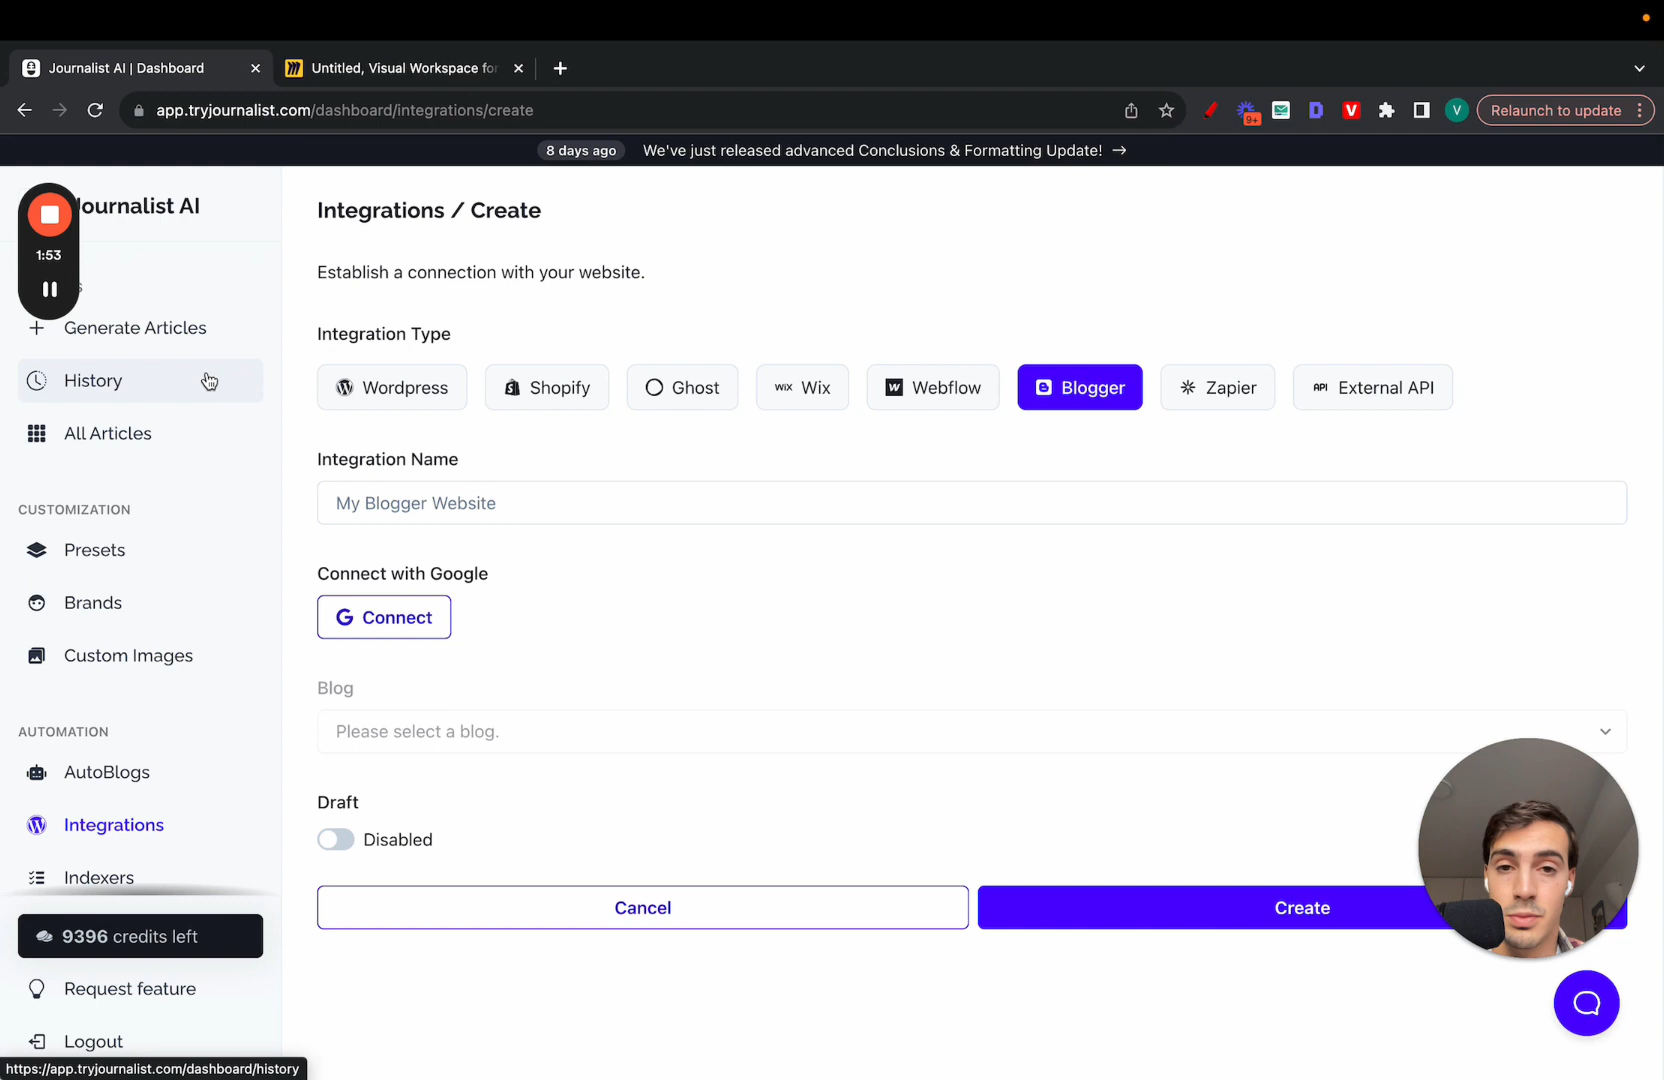 Journalist AI | Dashboard
Untitled, Visual Workspace for
app.tryjournalist.com/dashboard/integrations/create
9+
V
V
Relaunch to update
8 days ago
We've just released advanced Conclusions & Formatting Update! →
Journalist AI
1:53
Generate Articles
History
All Articles
CUSTOMIZATION
Presets
Brands
Custom Images
AUTOMATION
AutoBlogs
Integrations
Indexers
9396 credits left
Request feature
Logout
https://app.tryjournalist.com/dashboard/history
Integrations / Create
Establish a connection with your website.
Integration Type
Wordpress
Shopify
Ghost
WIX Wix
Webflow
Blogger
Zapier
API External API
Integration Name
My Blogger Website
Connect with Google
G Connect
Blog
Please select a blog.
Draft
Disabled
Cancel
Create